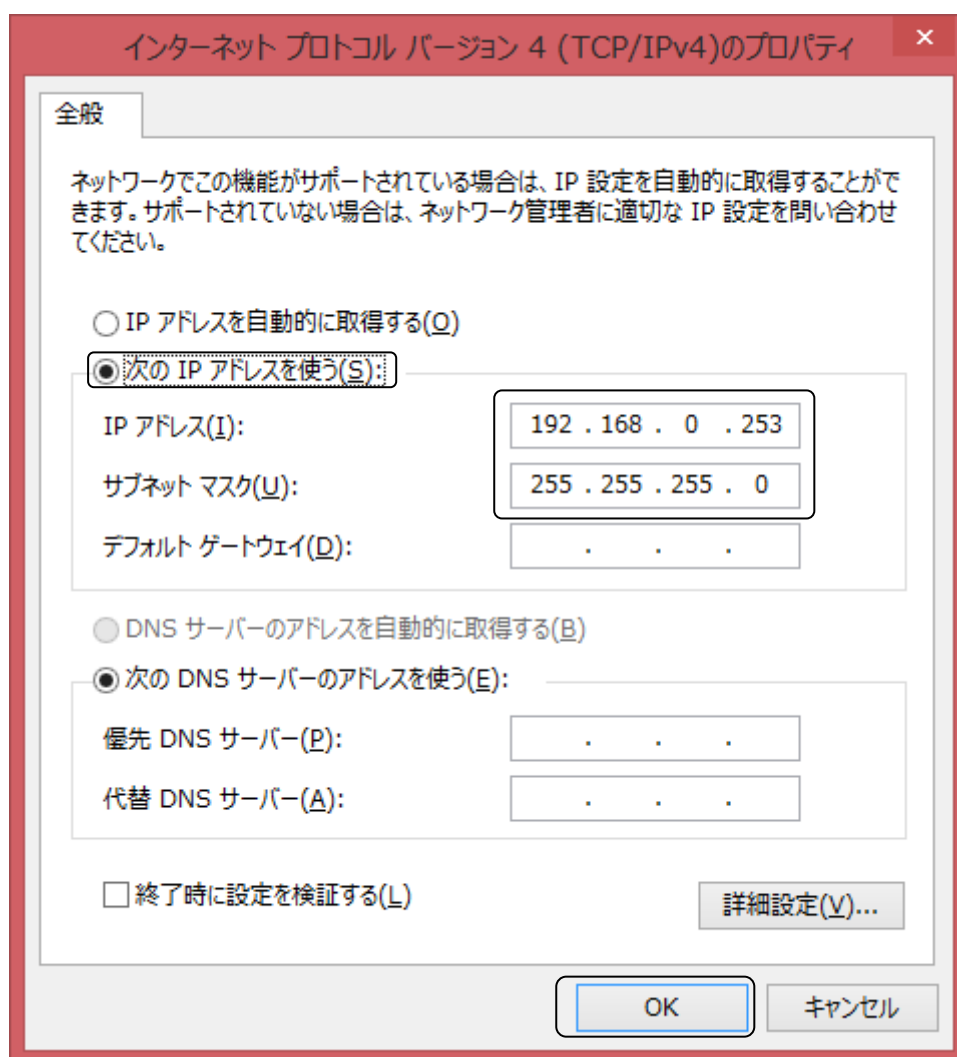 インターネット プロトコル バージョン 4 (TCP/IPv4)のプロパティ
×
全般
ネットワークでこの機能がサポートされている場合は、IP 設定を自動的に取得することがで
きます。サポートされていない場合は、ネットワーク管理者に適切な IP 設定を問い合わせ
てください。
IP アドレスを自動的に取得する(O)
次の IP アドレスを使う(S):
IP アドレス(I): 192 . 168 . 0 . 253
サブネット マスク(U): 255 . 255 . 255 . 0
デフォルト ゲートウェイ(D): . . .
DNS サーバーのアドレスを自動的に取得する(B)
次の DNS サーバーのアドレスを使う(E):
優先 DNS サーバー(P): . . .
代替 DNS サーバー(A): . . .
終了時に設定を検証する(L)
詳細設定(V)...
OK キャンセル